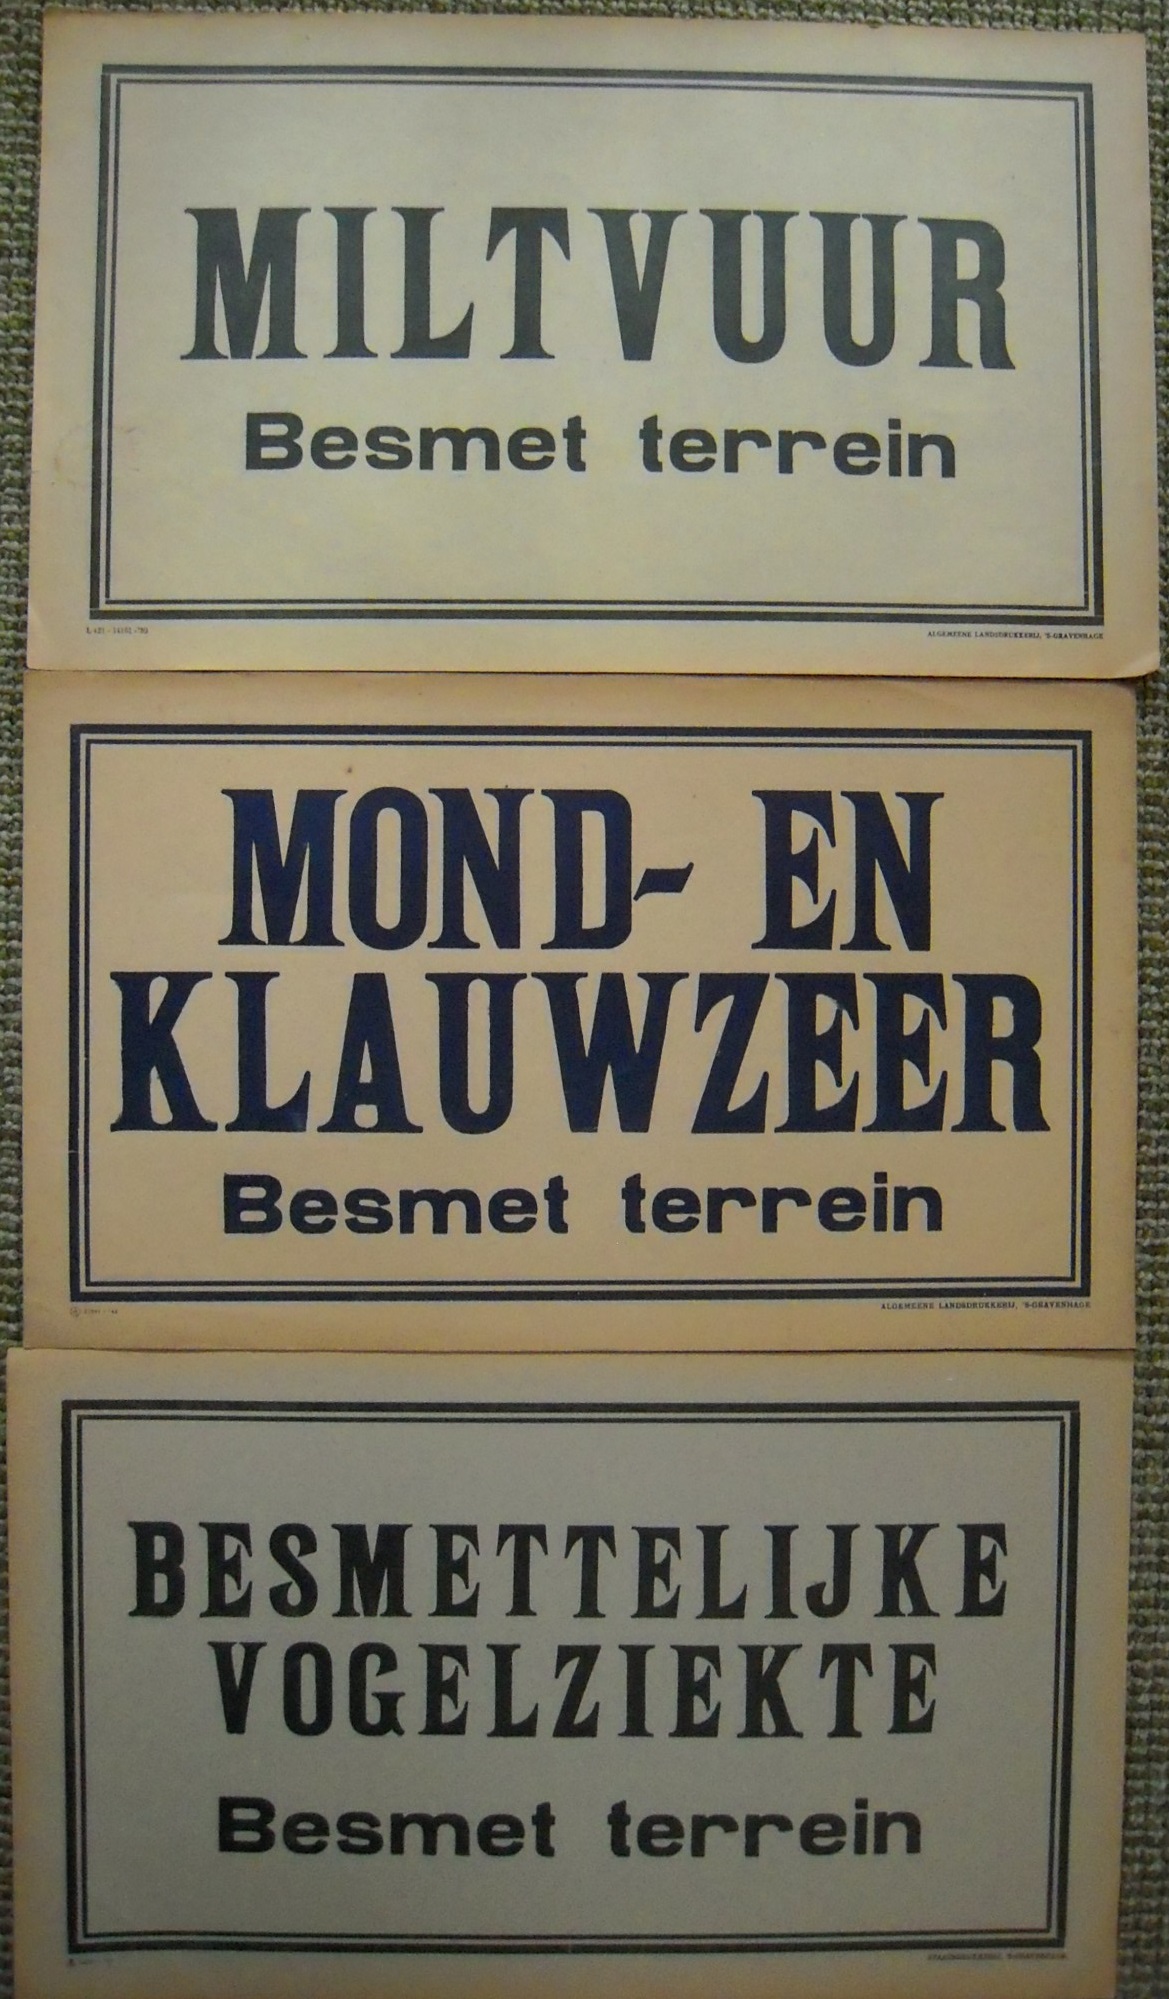 MILTVUUR
Besmet terrein
ALGEMEENE LANDSDRUKKERIJ, 'S-GRAVENHAGE
MOND- EN
KLAUWZEER
Besmet terrein
ALGEMEENE LANDSDRUKKERIJ, 'S-GRAVENHAGE
BESMETTELIJKE
VOGELZIEKTE
Besmet terrein